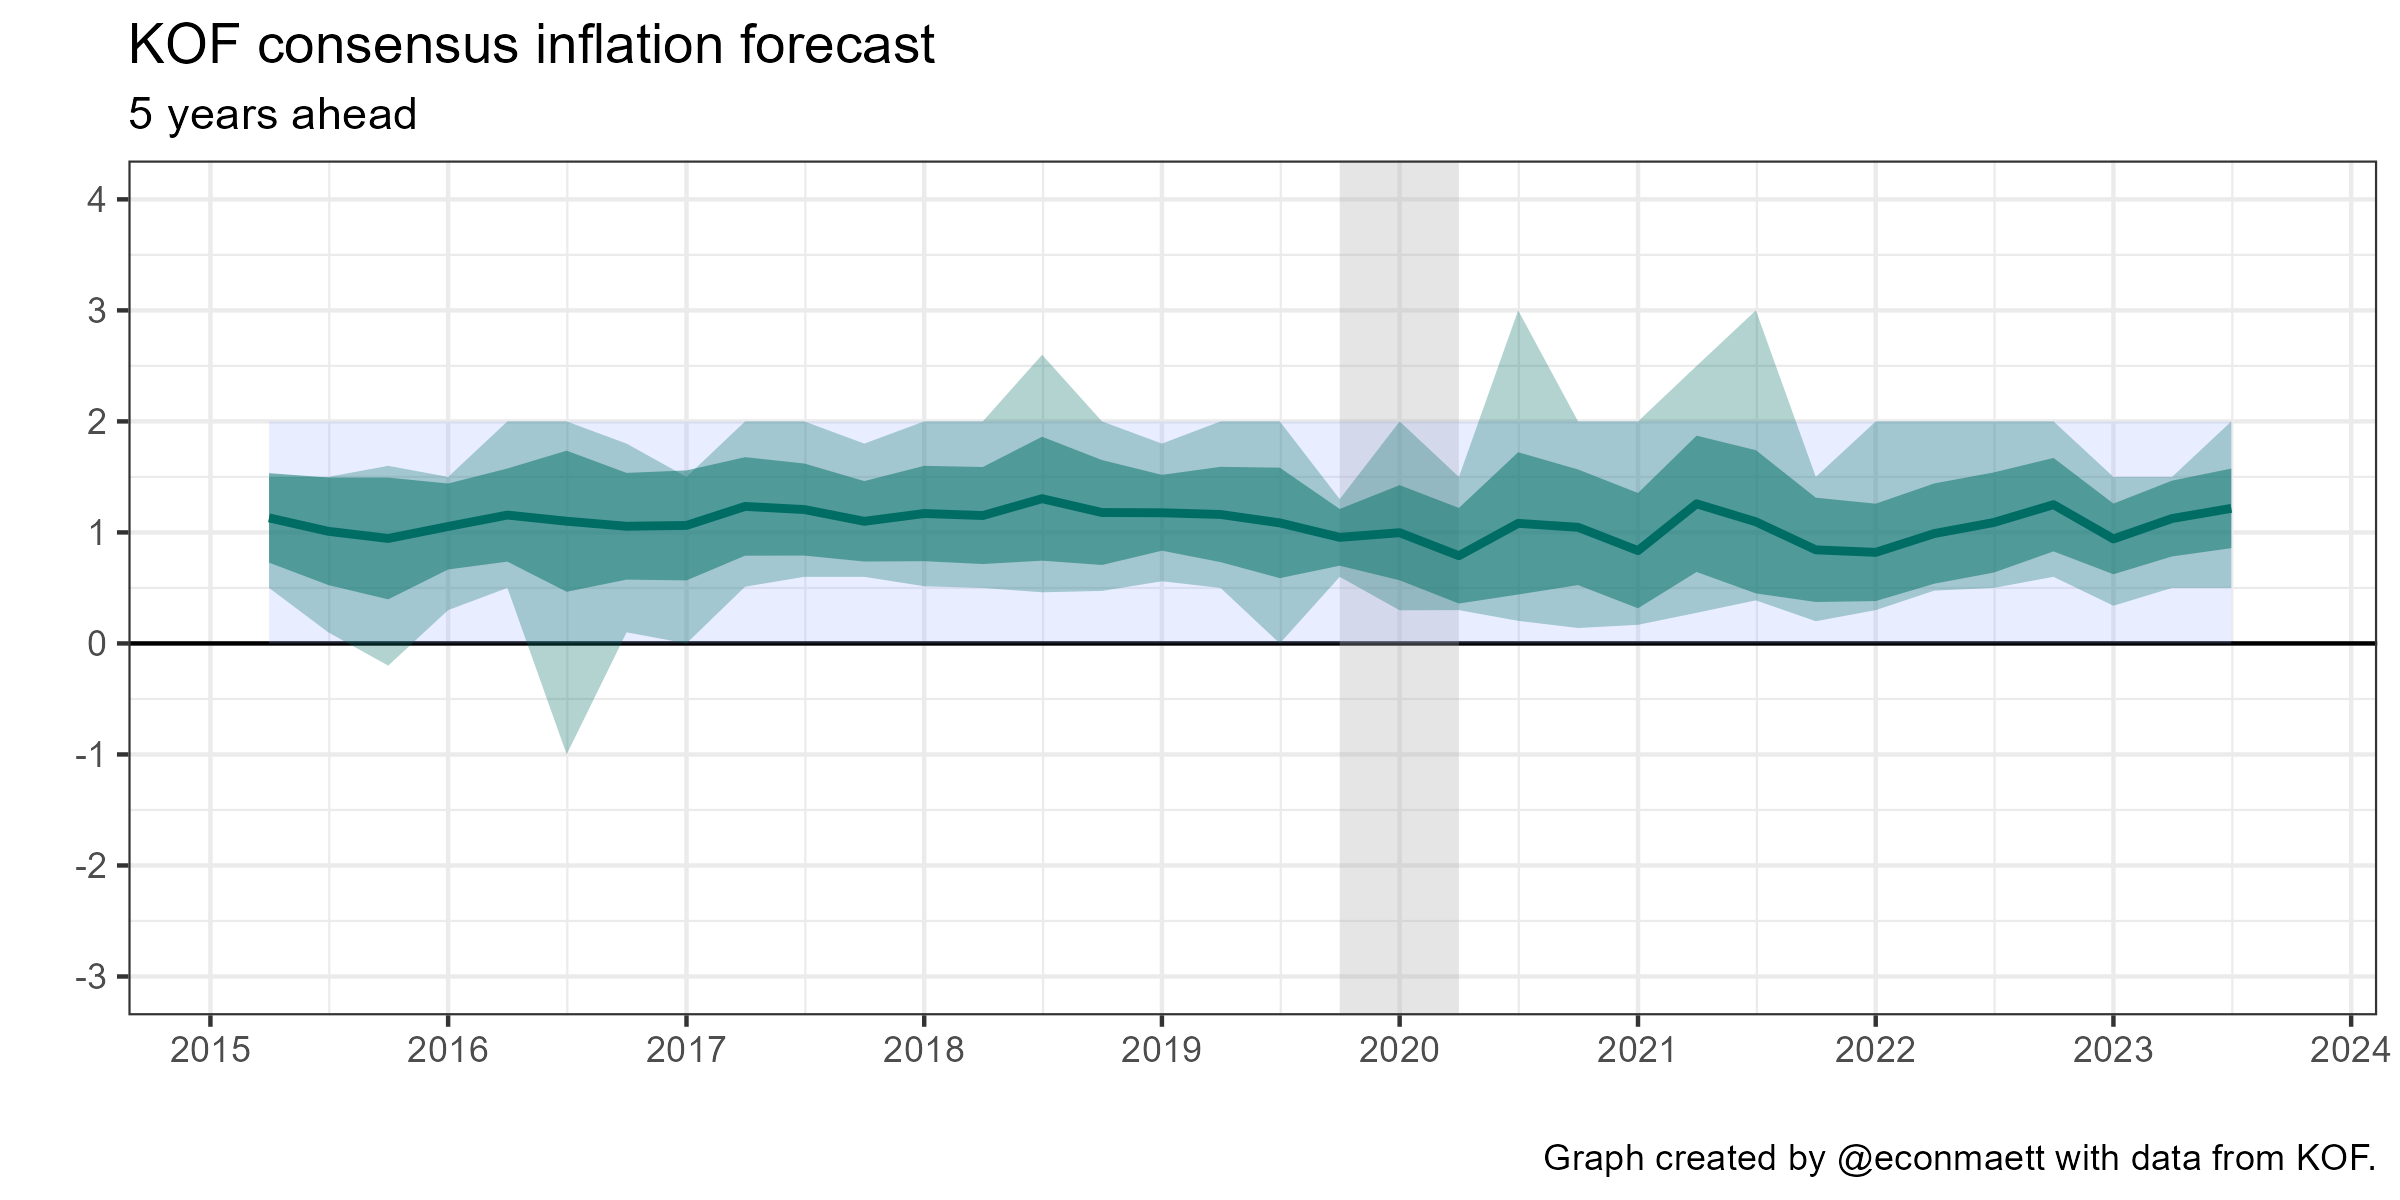 KOF consensus inflation forecast
5 years ahead
4
3
2
1
0
-1
-2
-3
2015 2016 2017 2018 2019 2020 2021 2022 2023 2024
Graph created by @econmaett with data from KOF.